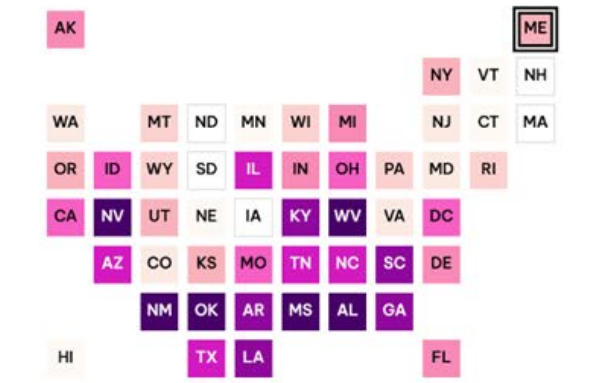 AK ME
NY VT NH
WA MT ND MN WI MI NJ CT MA
OR ID WY SD IL IN OH PA MD RI
CA NV UT NE IA KY WV VA DC
AZ CO KS MO TN NC SC DE
NM OK AR MS AL GA
HI TX LA FL